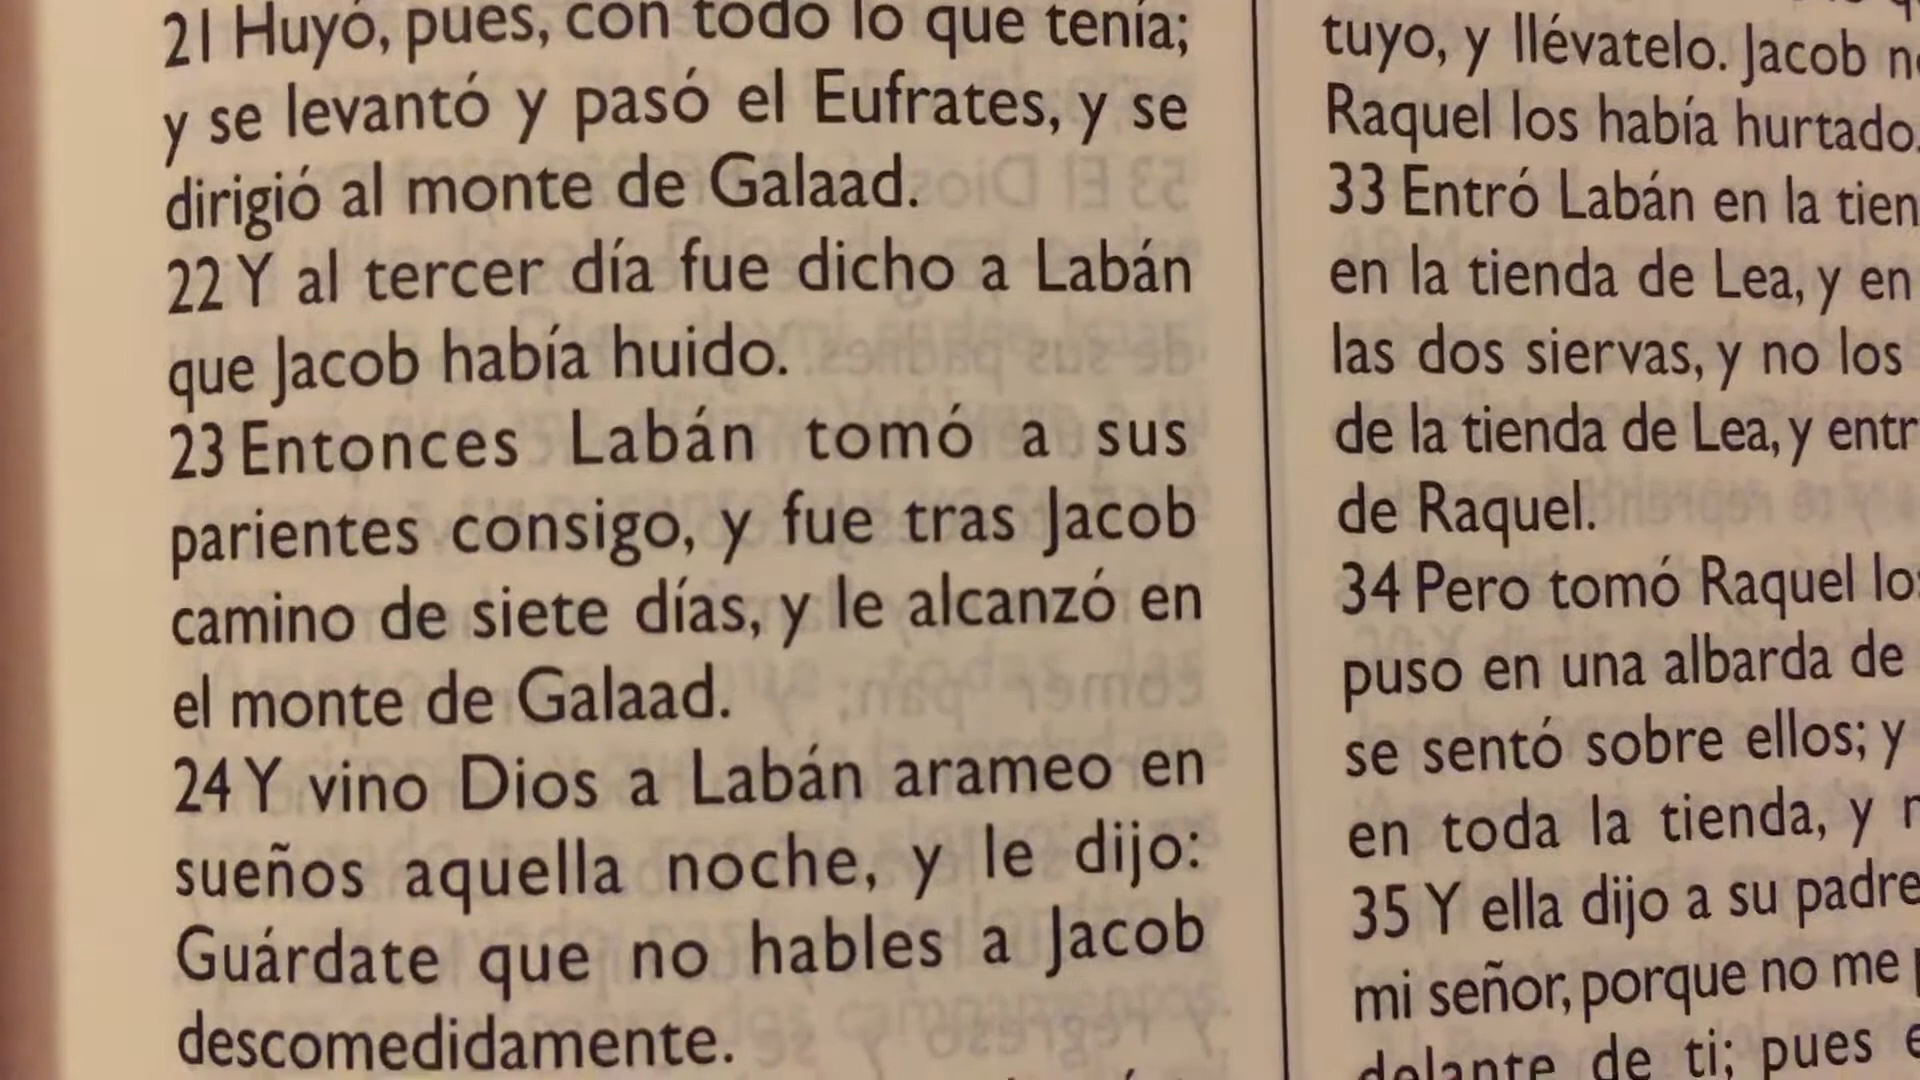 21 Huyó, pues, con todo lo que tenía;
y se levantó y pasó el Eufrates, y se
dirigió al monte de Galaad.
22 Y al tercer día fue dicho a Labán
que Jacob había huido.
23 Entonces Labán tomó a sus
parientes consigo, y fue tras Jacob
camino de siete días, y le alcanzó en
el monte de Galaad.
24 Y vino Dios a Labán arameo en
sueños aquella noche, y le dijo:
Guárdate que no hables a Jacob
descomedidamente.
tuyo, y llévatelo. Jacob
Raquel los había hurtado.
33 Entró Labán en la
en la tienda de Lea, y en
las dos siervas, y no los
de la tienda de Lea, y
de Raquel.
34 Pero tomó Raquel
puso en una albarda de
se sentó sobre ellos; y
en toda la tienda, y
35 Y ella dijo a su padre
mi señor, porque no me
delante de ti; pues